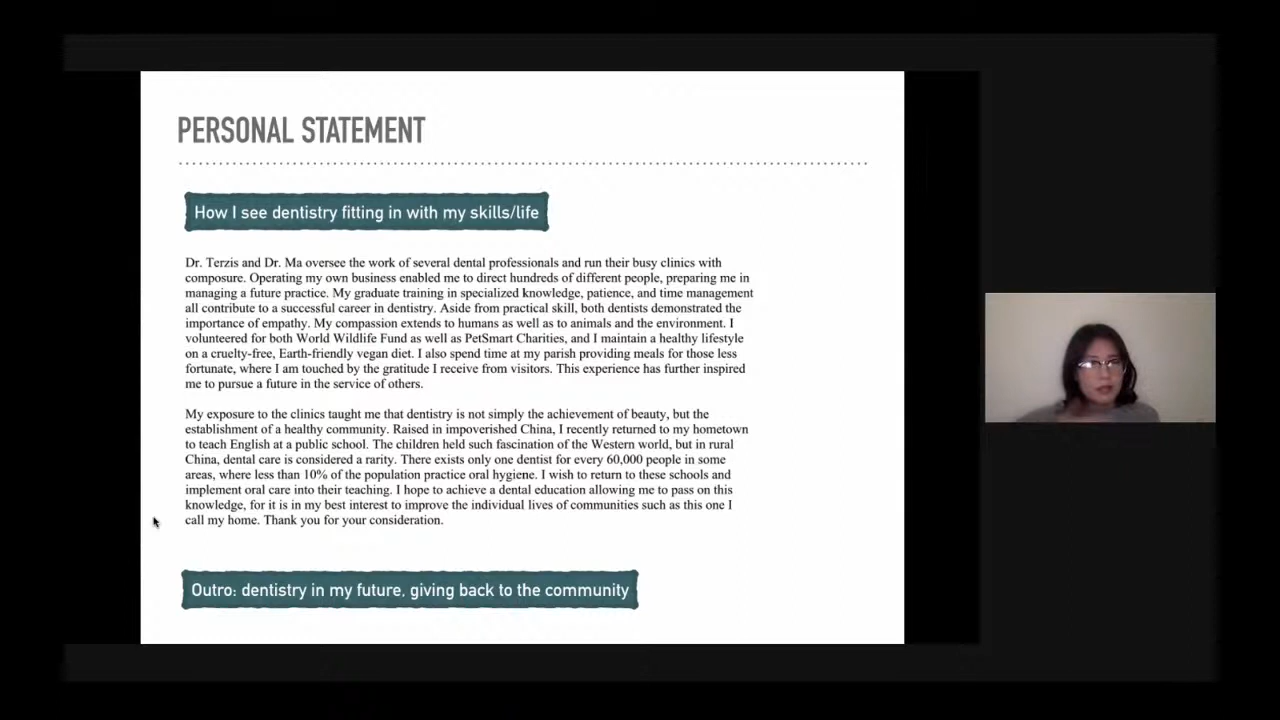 PERSONAL STATEMENT
How I see dentistry fitting in with my skills/life
Dr. Terzis and Dr. Ma oversee the work of several dental professionals and run their busy clinics with
composure. Operating my own business enabled me to direct hundreds of different people, preparing me in
managing a future practice. My graduate training in specialized knowledge, patience, and time management
all contribute to a successful career in dentistry. Aside from practical skill, both dentists demonstrated the
importance of empathy. My compassion extends to humans as well as to animals and the environment. I
volunteered for both World Wildlife Fund as well as PetSmart Charities, and I maintain a healthy lifestyle
on a cruelty-free, Earth-friendly vegan diet. I also spend time at my parish providing meals for those less
fortunate, where I am touched by the gratitude I receive from visitors. This experience has further inspired
me to pursue a future in the service of others.
My exposure to the clinics taught me that dentistry is not simply the achievement of beauty, but the
establishment of a healthy community. Raised in impoverished China, I recently returned to my hometown
to teach English at a public school. The children held such fascination of the Western world, but in rural
China, dental care is considered a rarity. There exists only one dentist for every 60,000 people in some
areas, where less than 10% of the population practice oral hygiene. I wish to return to these schools and
implement oral care into their teaching. I hope to achieve a dental education allowing me to pass on this
knowledge, for it is in my best interest to improve the individual lives of communities such as this one I
call my home. Thank you for your consideration.
Outro: dentistry in my future, giving back to the community